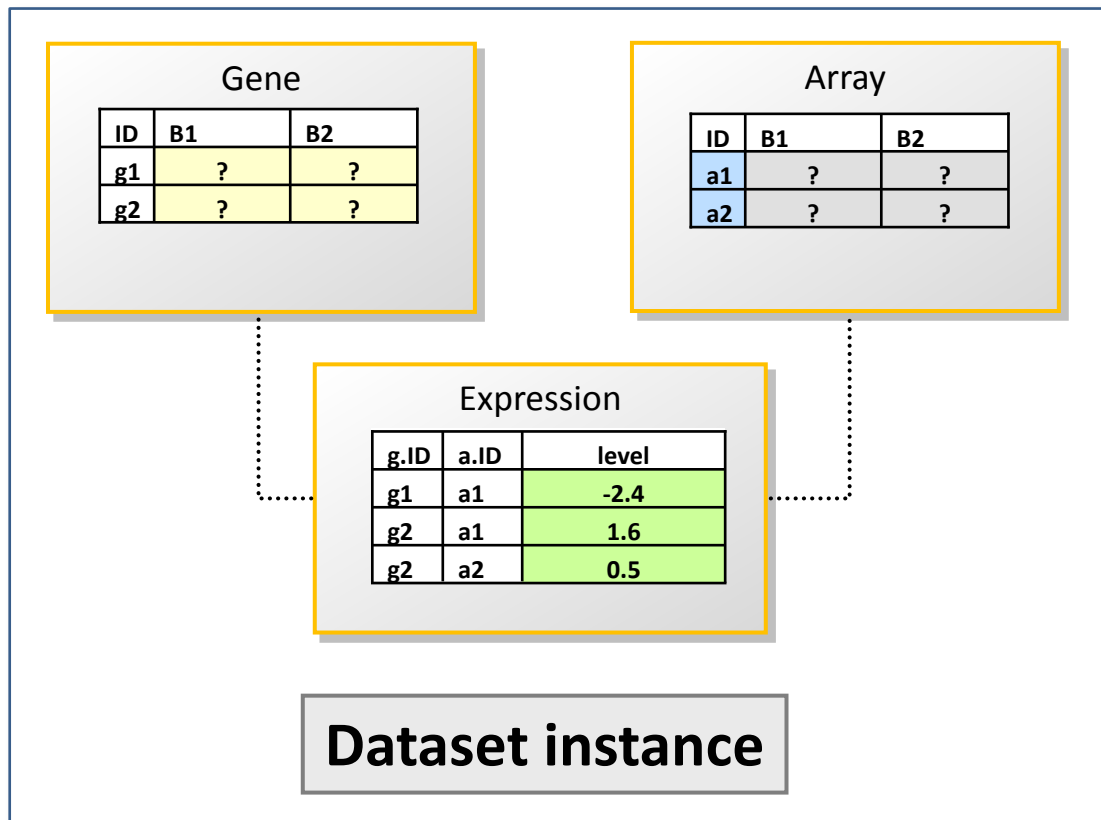 Gene
ID B1 B2
g1 ? ?
g2 ? ?
Array
ID B1 B2
a1 ? ?
a2 ? ?
Expression
g.ID a.ID level
g1 a1 -2.4
g2 a1 1.6
g2 a2 0.5
Dataset instance